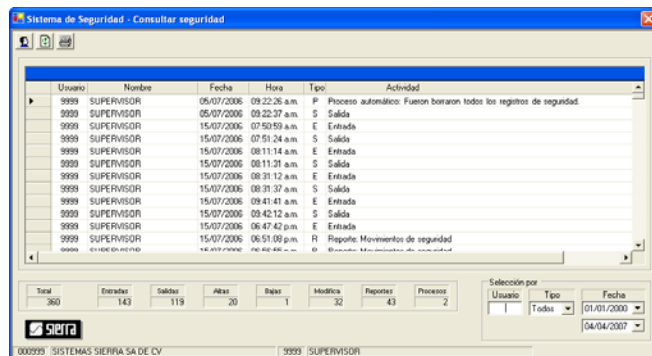 Sistema de Seguridad - Consultar seguridad
Usuario Nombre Fecha Hora Tipo Actividad
9999 SUPERVISOR 05/07/2006 09:22:26 a.m. P Proceso automático: Fueron borraron todos los registros de seguridad.
9999 SUPERVISOR 05/07/2006 09:22:37 a.m. S Salida
9999 SUPERVISOR 15/07/2006 07:50:59 a.m. E Entrada
9999 SUPERVISOR 15/07/2006 07:51:24 a.m. S Salida
9999 SUPERVISOR 15/07/2006 08:11:14 a.m. E Entrada
9999 SUPERVISOR 15/07/2006 08:11:31 a.m. S Salida
9999 SUPERVISOR 15/07/2006 08:31:12 a.m. E Entrada
9999 SUPERVISOR 15/07/2006 08:31:37 a.m. S Salida
9999 SUPERVISOR 15/07/2006 09:41:41 a.m. E Entrada
9999 SUPERVISOR 15/07/2006 09:42:12 a.m. S Salida
9999 SUPERVISOR 15/07/2006 06:47:42 p.m. E Entrada
9999 SUPERVISOR 15/07/2006 06:51:09 p.m. R Reporte: Movimientos de seguridad
Total Entradas Salidas Altas Bajas Modifica Reportes Procesos
360 143 119 20 1 32 43 2
Selección por
Usuario Tipo Fecha
Todos 01/01/2000
04/04/2007
sierra
000999 SISTEMAS SIERRA SA DE CV 9999 SUPERVISOR